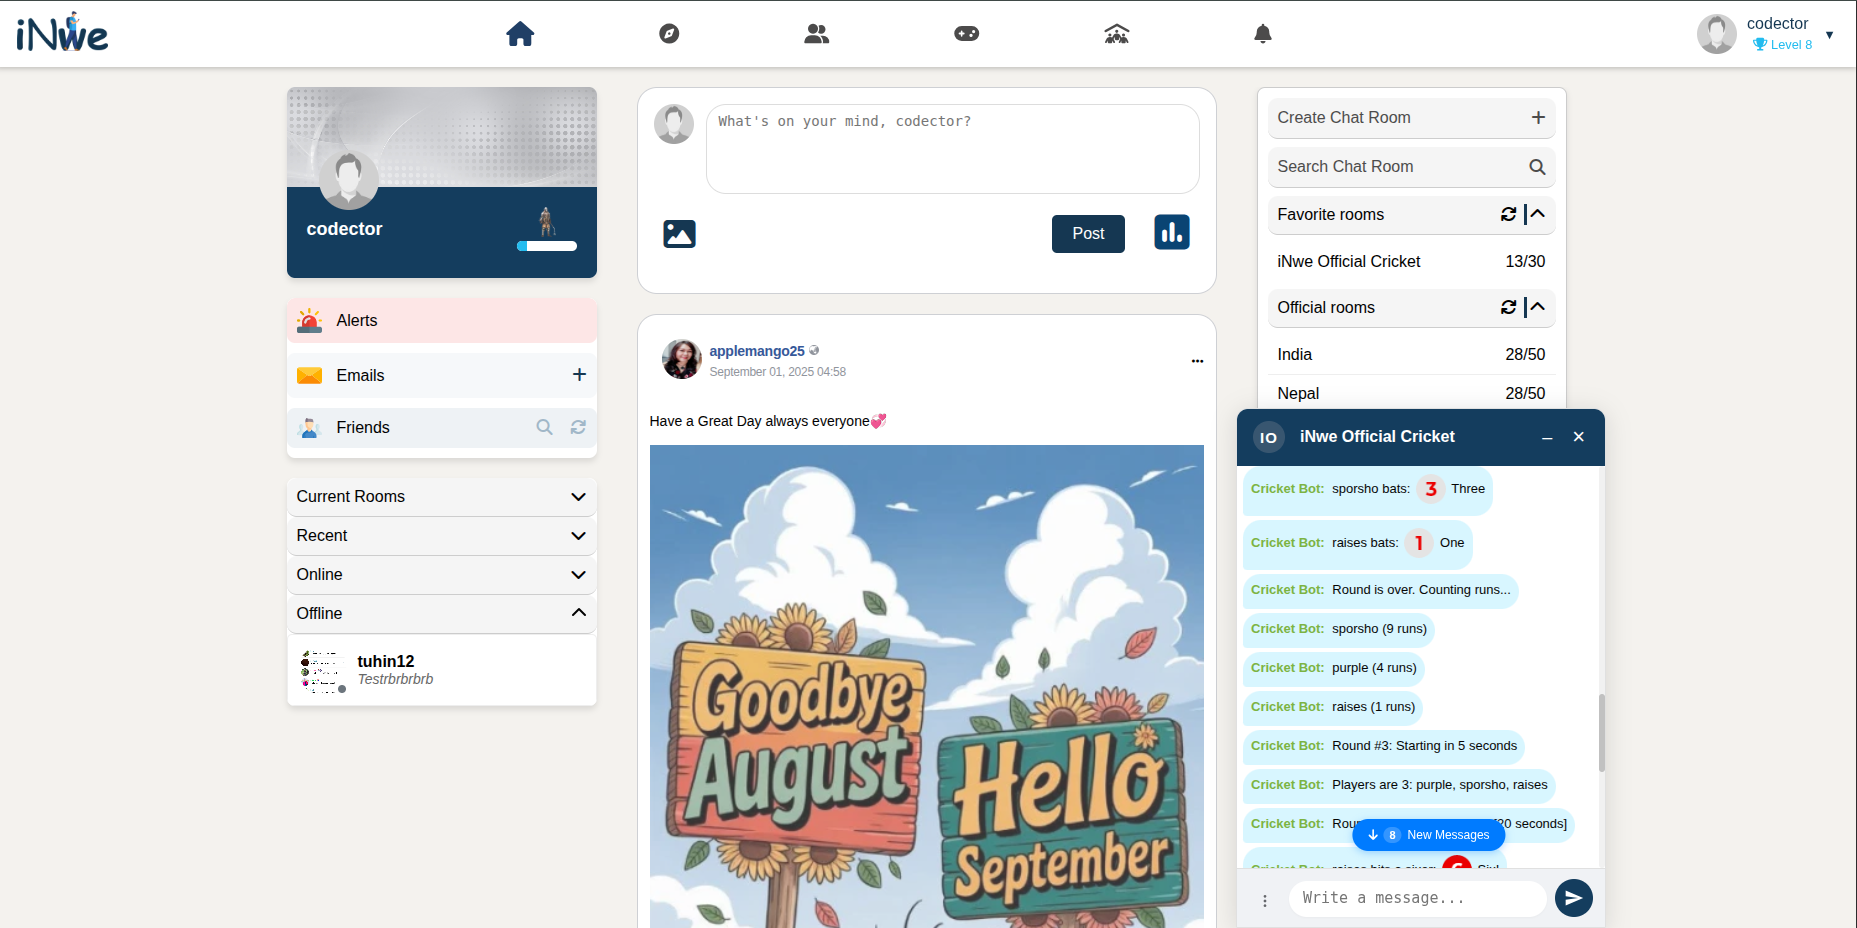 iNwe
codector
Level 8
codector
Alerts
Emails
Friends
Current Rooms
Recent
Online
Offline
tuhin12
Testrbrbrbrb
What's on your mind, codector?
Post
applemango25
September 01, 2025 04:58
Have a Great Day always everyone💞
Goodbye
August
Hello
September
Create Chat Room
Search Chat Room
Favorite rooms
iNwe Official Cricket 13/30
Official rooms
India 28/50
Nepal 28/50
IO iNwe Official Cricket
Cricket Bot: sporsho bats: 3 Three
Cricket Bot: raises bats: 1 One
Cricket Bot: Round is over. Counting runs...
Cricket Bot: sporsho (9 runs)
Cricket Bot: purple (4 runs)
Cricket Bot: raises (1 runs)
Cricket Bot: Round #3: Starting in 5 seconds
Cricket Bot: Players are 3: purple, sporsho, raises
Cricket Bot: 20 seconds]
8 New Messages
Write a message...